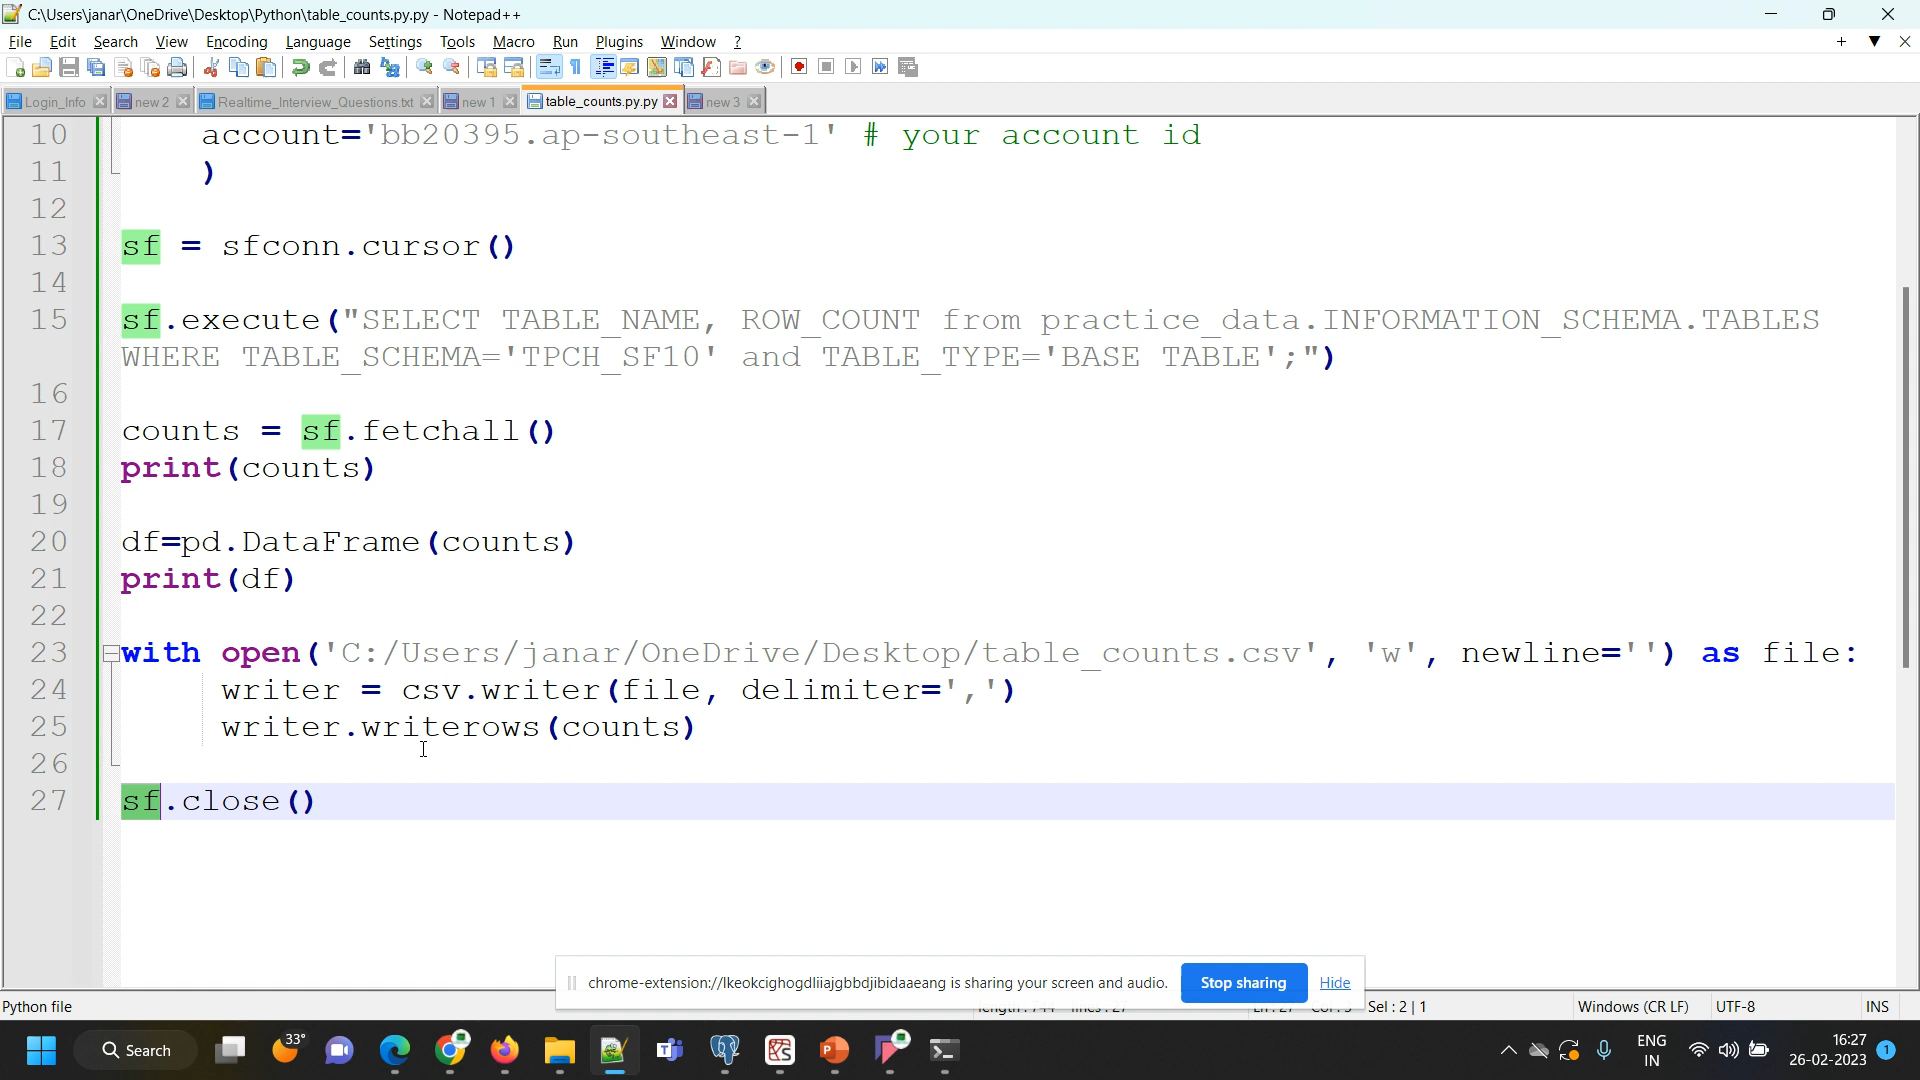 C:\Users\janar\OneDrive\Desktop\Python\table_counts.py.py - Notepad++
File Edit Search View Encoding Language Settings Tools Macro Run Plugins Window ?
Login_Info new 2 Realtime_Interview_Questions.txt new 1 table_counts.py.py new 3
10 account='bb20395.ap-southeast-1' # your account id
11 )
12
13 sf = sfconn.cursor()
14
15 sf.execute("SELECT TABLE_NAME, ROW_COUNT from practice_data.INFORMATION_SCHEMA.TABLES
WHERE TABLE_SCHEMA='TPCH_SF10' and TABLE_TYPE='BASE TABLE';")
16
17 counts = sf.fetchall()
18 print(counts)
19
20 df=pd.DataFrame(counts)
21 print(df)
22
23 with open('C:/Users/janar/OneDrive/Desktop/table_counts.csv', 'w', newline='') as file:
24 writer = csv.writer(file, delimiter=',')
25 writer.writerows(counts)
26
27 sf.close()
chrome-extension://lkeokcighogdliiajgbbdjibidaaeang is sharing your screen and audio. Stop sharing Hide
Python file Sel : 2 | 1 Windows (CR LF) UTF-8 INS
Search 33° ENG IN 16:27 26-02-2023 1